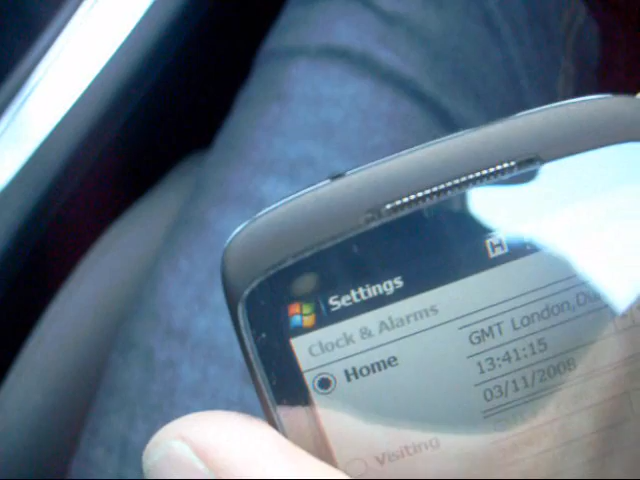 H
Settings
Clock & Alarms
Home
GMT London,
13:41:15
03/11/2008
Visiting